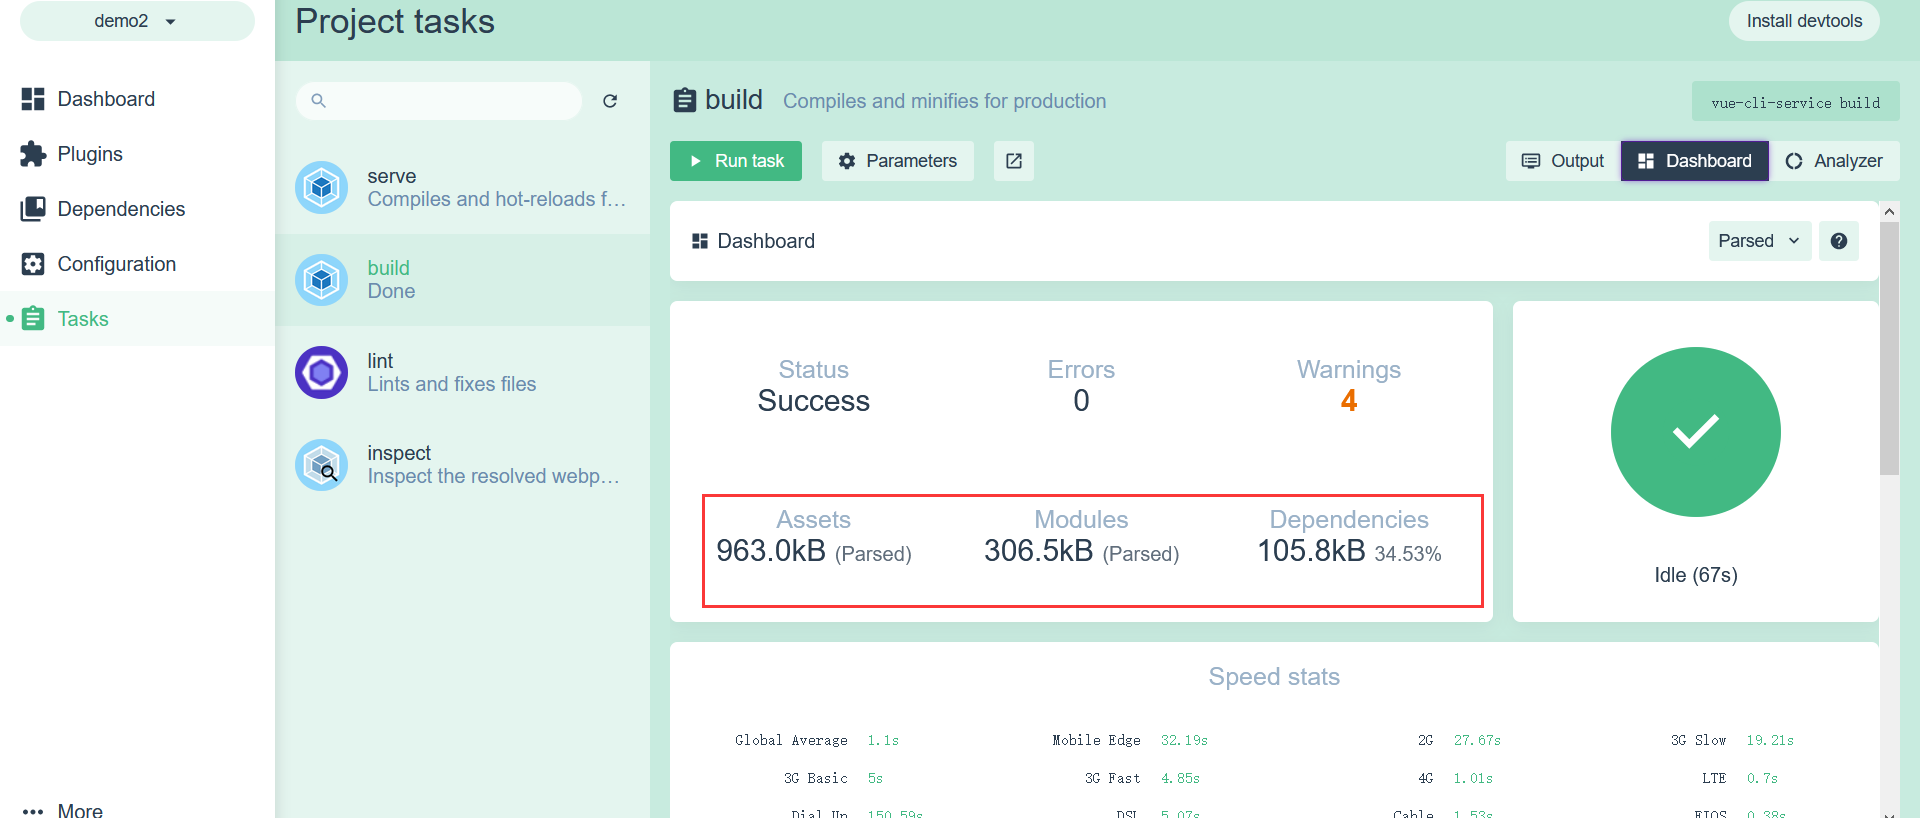 demo2
Project tasks
Install devtools
Dashboard
Plugins
Dependencies
Configuration
Tasks
More
serve
Compiles and hot-reloads f...
build
Done
lint
Lints and fixes files
inspect
Inspect the resolved webp...
build Compiles and minifies for production
vue-cli-service build
Run task Parameters
Output Dashboard Analyzer
Dashboard
Parsed
Status Errors Warnings
Success 0 4
Assets Modules Dependencies
963.0kB (Parsed) 306.5kB (Parsed) 105.8kB 34.53%
Idle (67s)
Speed stats
Global Average 1.1s Mobile Edge 32.19s 2G 27.67s 3G Slow 19.21s
3G Basic 5s 3G Fast 4.85s 4G 1.01s LTE 0.7s
Dial Up 150.59s DSL 5.07s Cable 1.53s FIOS 0.38s